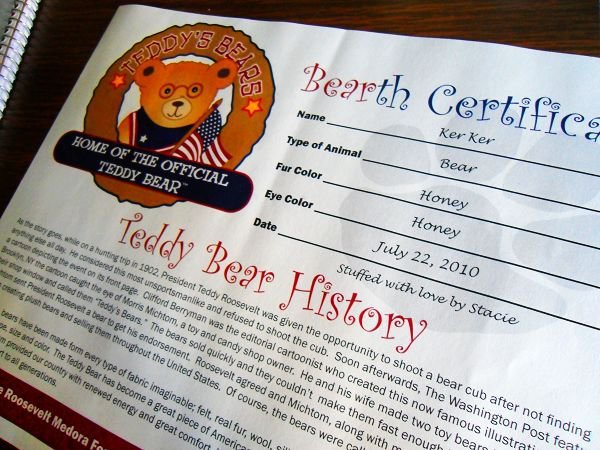 TEDDY'S BEARS
HOME OF THE OFFICIAL
TEDDY BEAR™
Bearth Certifica
Name Ker Ker
Type of Animal Bear
Fur Color Honey
Eye Color Honey
Date July 22, 2010
Stuffed with love by Stacie
Teddy Bear History
As the story goes, while on a hunting trip in 1902, President Teddy Roosevelt was given the opportunity to shoot a bear cub after not finding
anything else all day. He considered this most unsportsmanlike and refused to shoot the cub. Soon afterwards, The Washington Post featu
a cartoon depicting the event on its front page. Clifford Berryman was the editorial cartoonist who created this now famous illustratio
Brooklyn, NY the cartoon caught the eye of Morris Michtom, a toy and candy shop owner. He and his wife made two toy bears
shop window and called them "Teddy's Bears." The bears sold quickly and they couldn't make them fast enough
sent President Roosevelt a bear to get his endorsement. Roosevelt agreed and Michtom, along with
creating plush bears and selling them throughout the United States. Of course, the bears were
bears have been made form every type of fabric imaginable; felt, real fur, wool,
size and color. The Teddy Bear has become a great piece of American
provided our country with renewed energy and great comfort
to all generations.
Roosevelt Medora